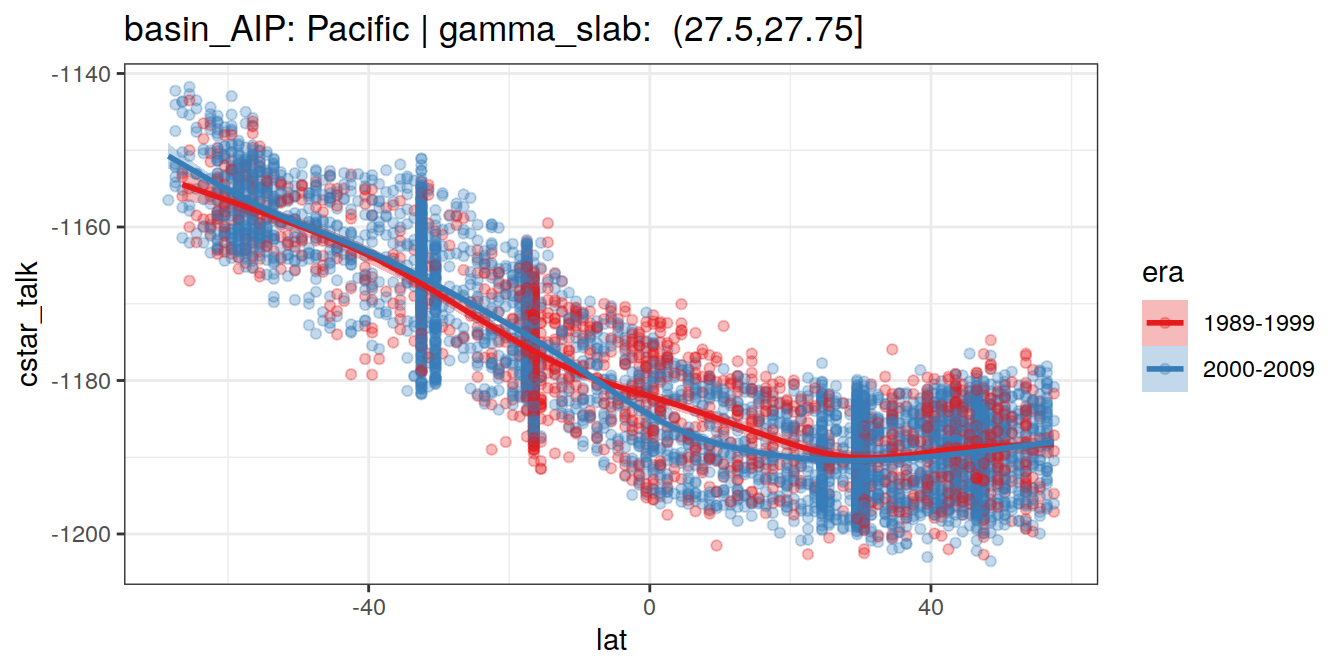 basin_AIP: Pacific | gamma_slab:  (27.5,27.75]
-1140
-1160
-1180
-1200
cstar_talk
-40
0
40
lat
era
1989-1999
2000-2009